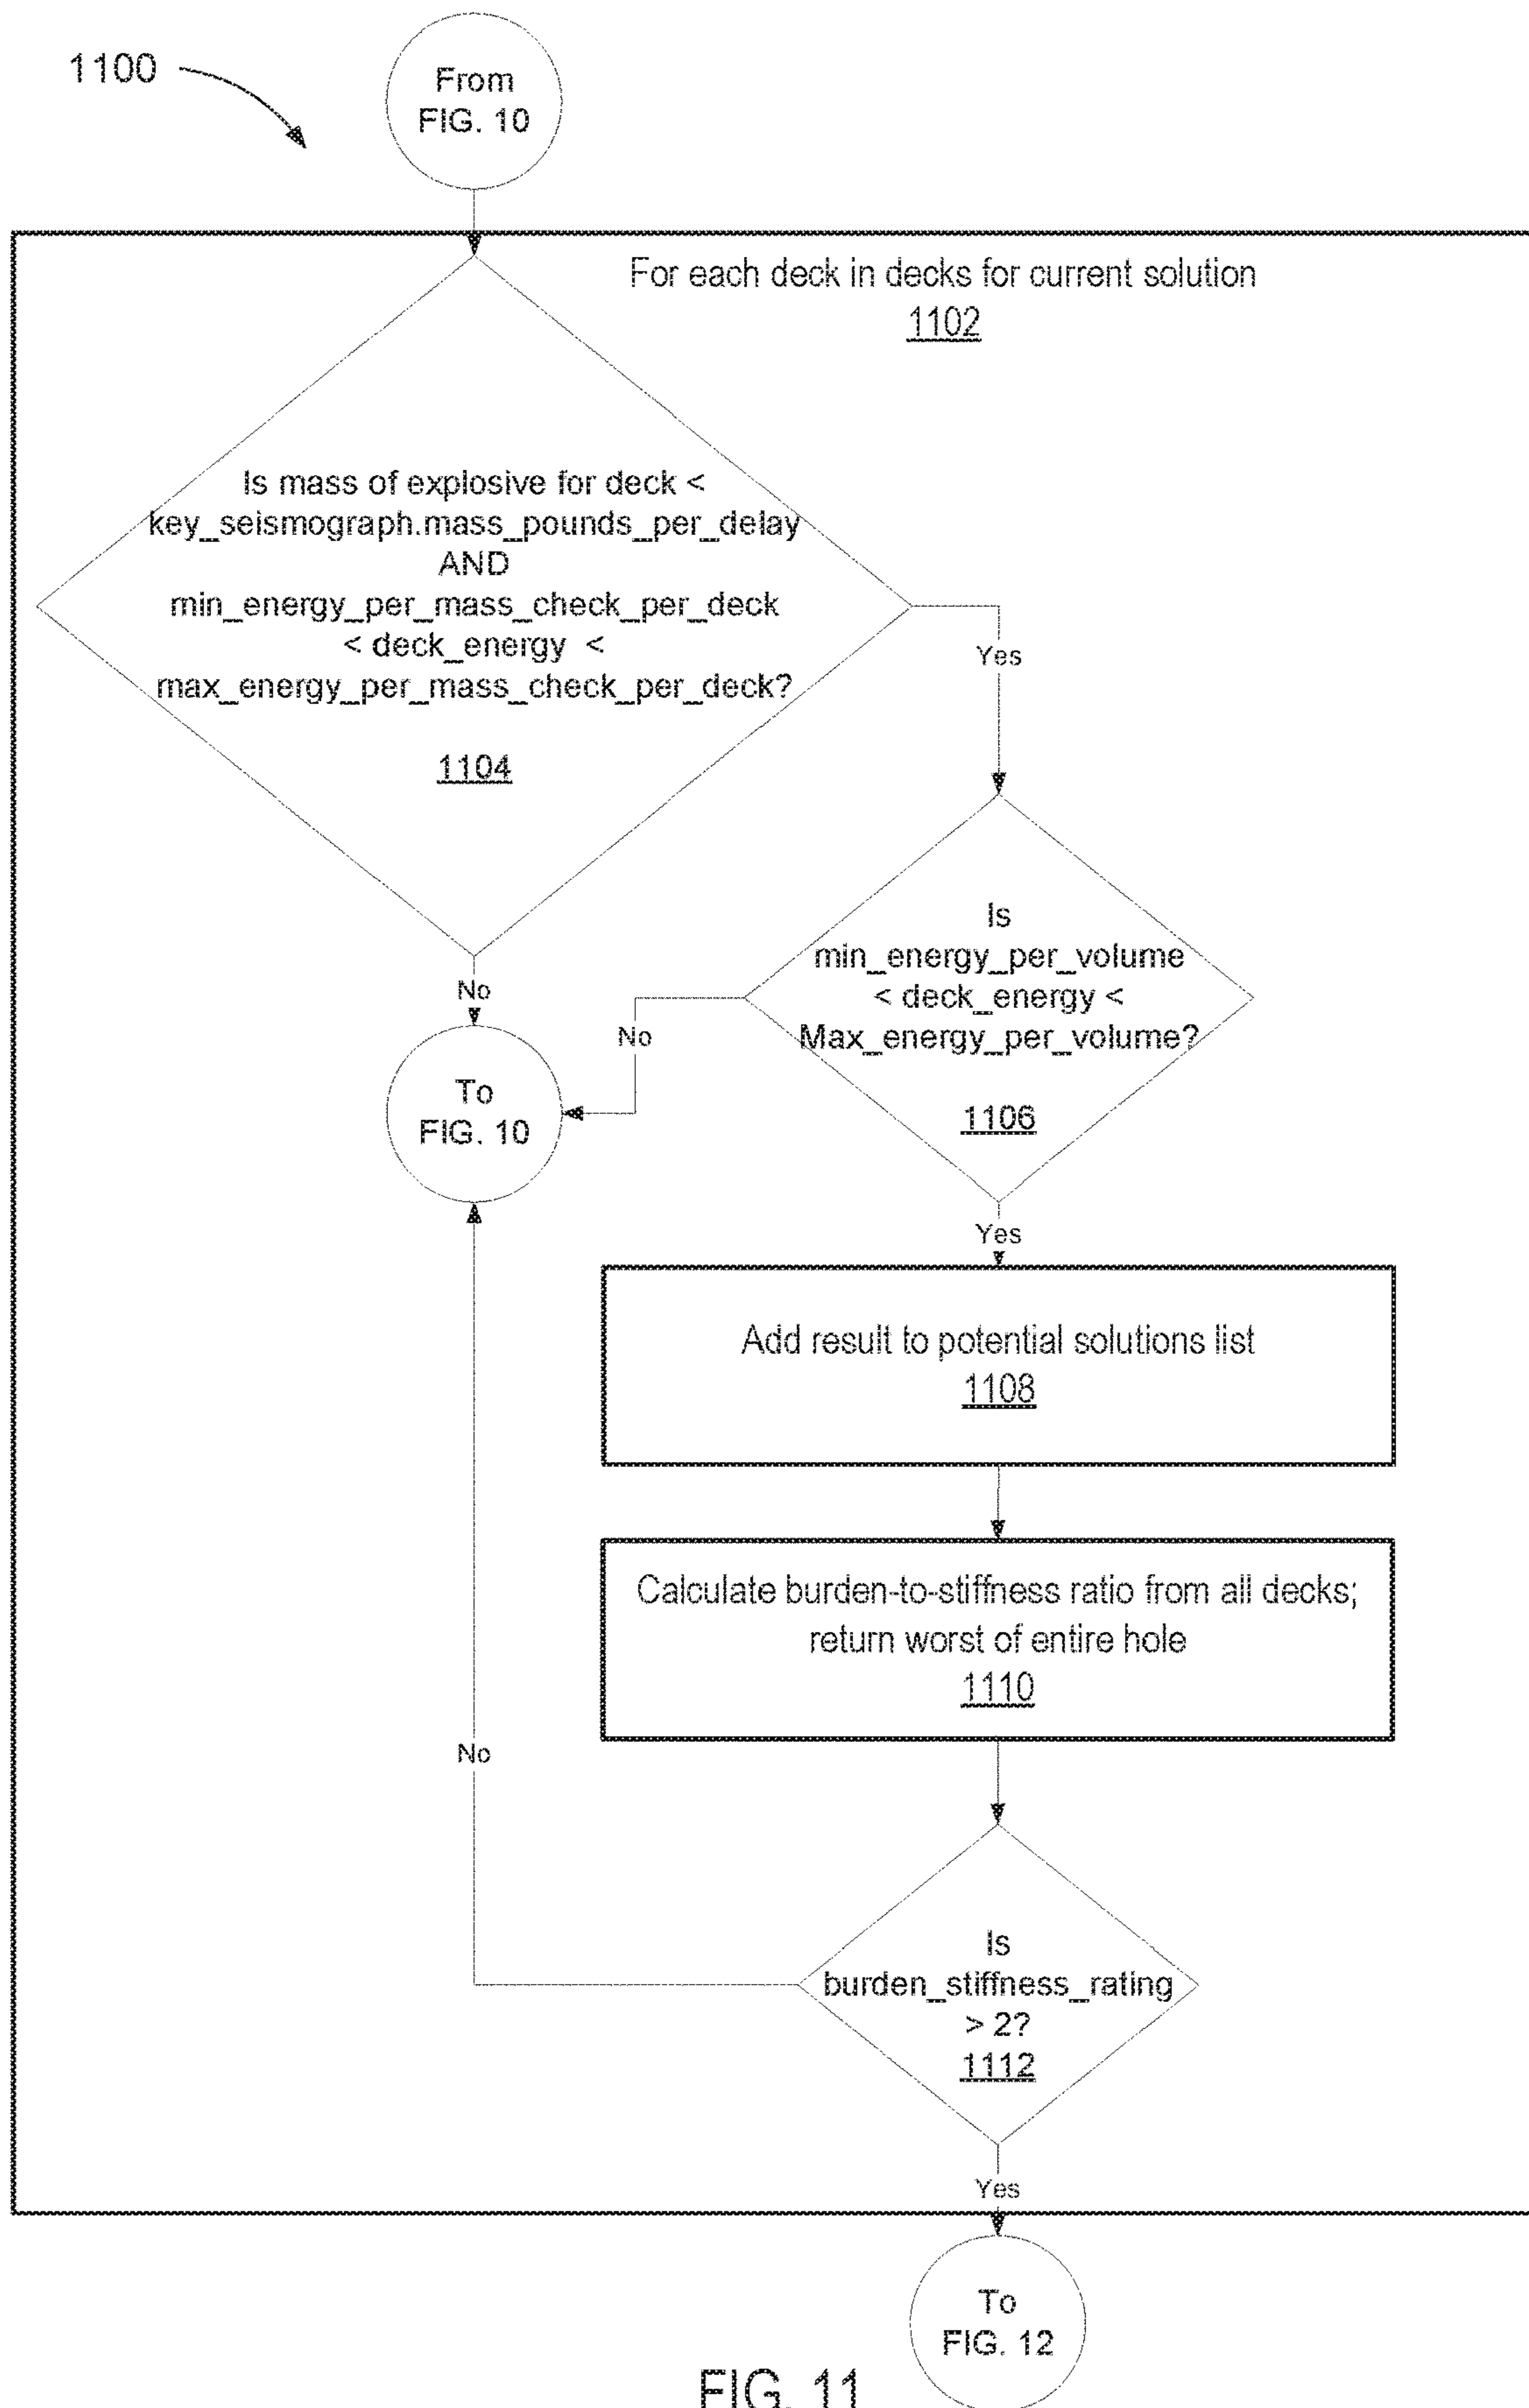 1100
From
FIG. 10
For each deck in decks for current solution
1102
Is mass of explosive for deck <
key_seismograph.mass_pounds_per_delay
AND
min_energy_per_mass_check_per_deck
< deck_energy <
max_energy_per_mass_check_per_deck?
1104
Yes
No
Is
min_energy_per_volume
< deck_energy <
Max_energy_per_volume?
1106
No
To
FIG. 10
Yes
Add result to potential solutions list
1108
Calculate burden-to-stiffness ratio from all decks;
return worst of entire hole
1110
No
Is
burden_stiffness_rating
> 2?
1112
Yes
To
FIG. 12
FIG. 11